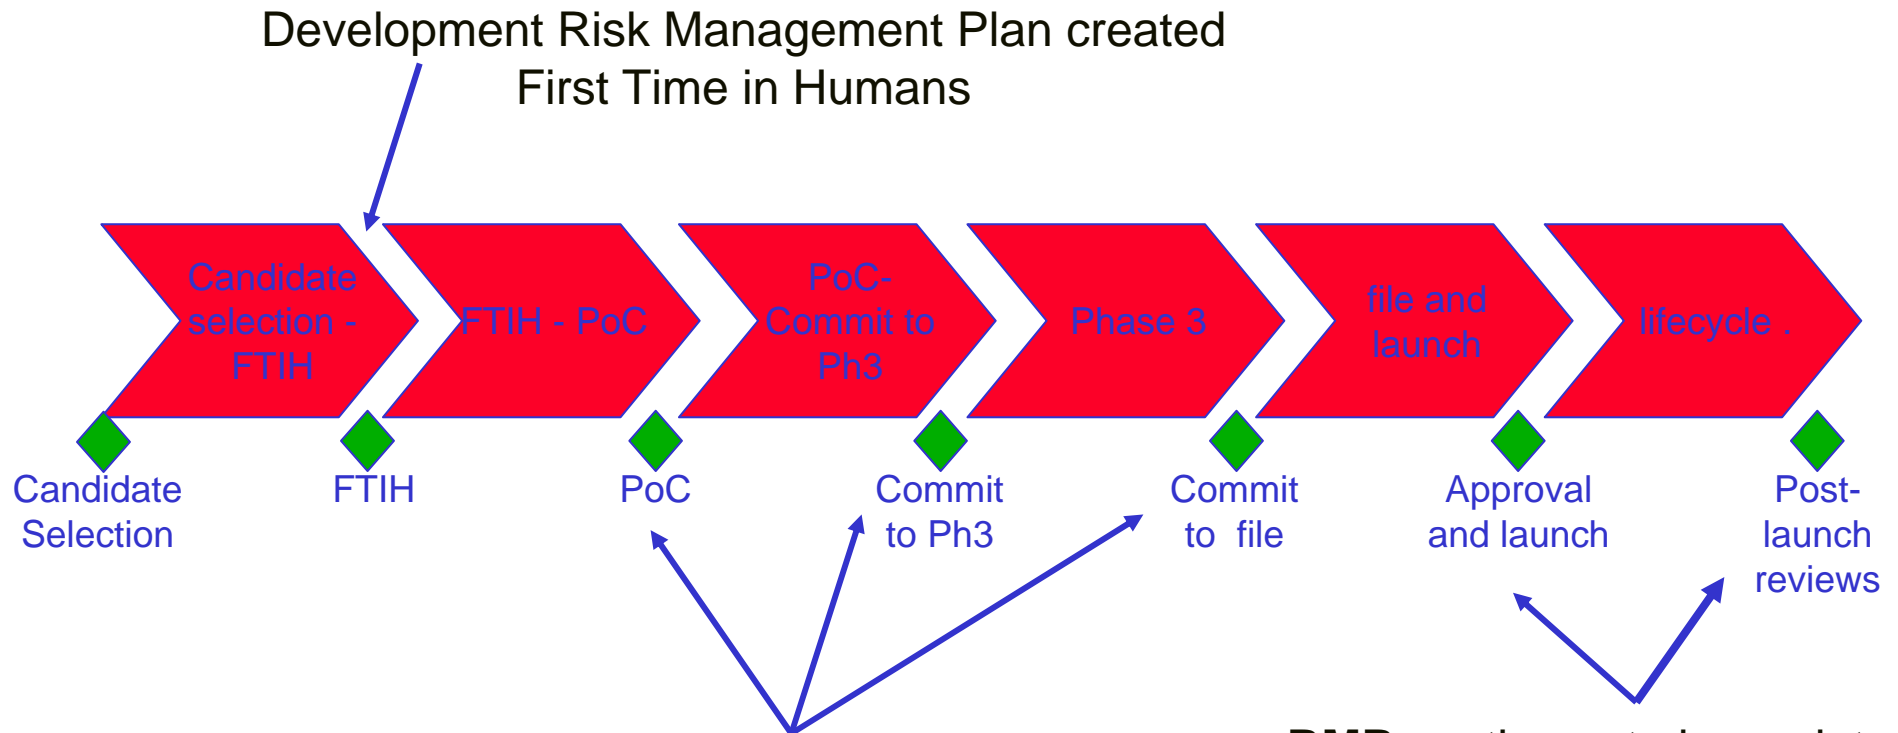 Development Risk Management Plan created
First Time in Humans
Candidate
selection -
FTIH
FTIH - PoC
PoC-
Commit to
Ph3
Phase 3
file and
launch
lifecycle .
Candidate
Selection
FTIH
PoC
Commit
to Ph3
Commit
to file
Approval
and launch
Post-
launch
reviews